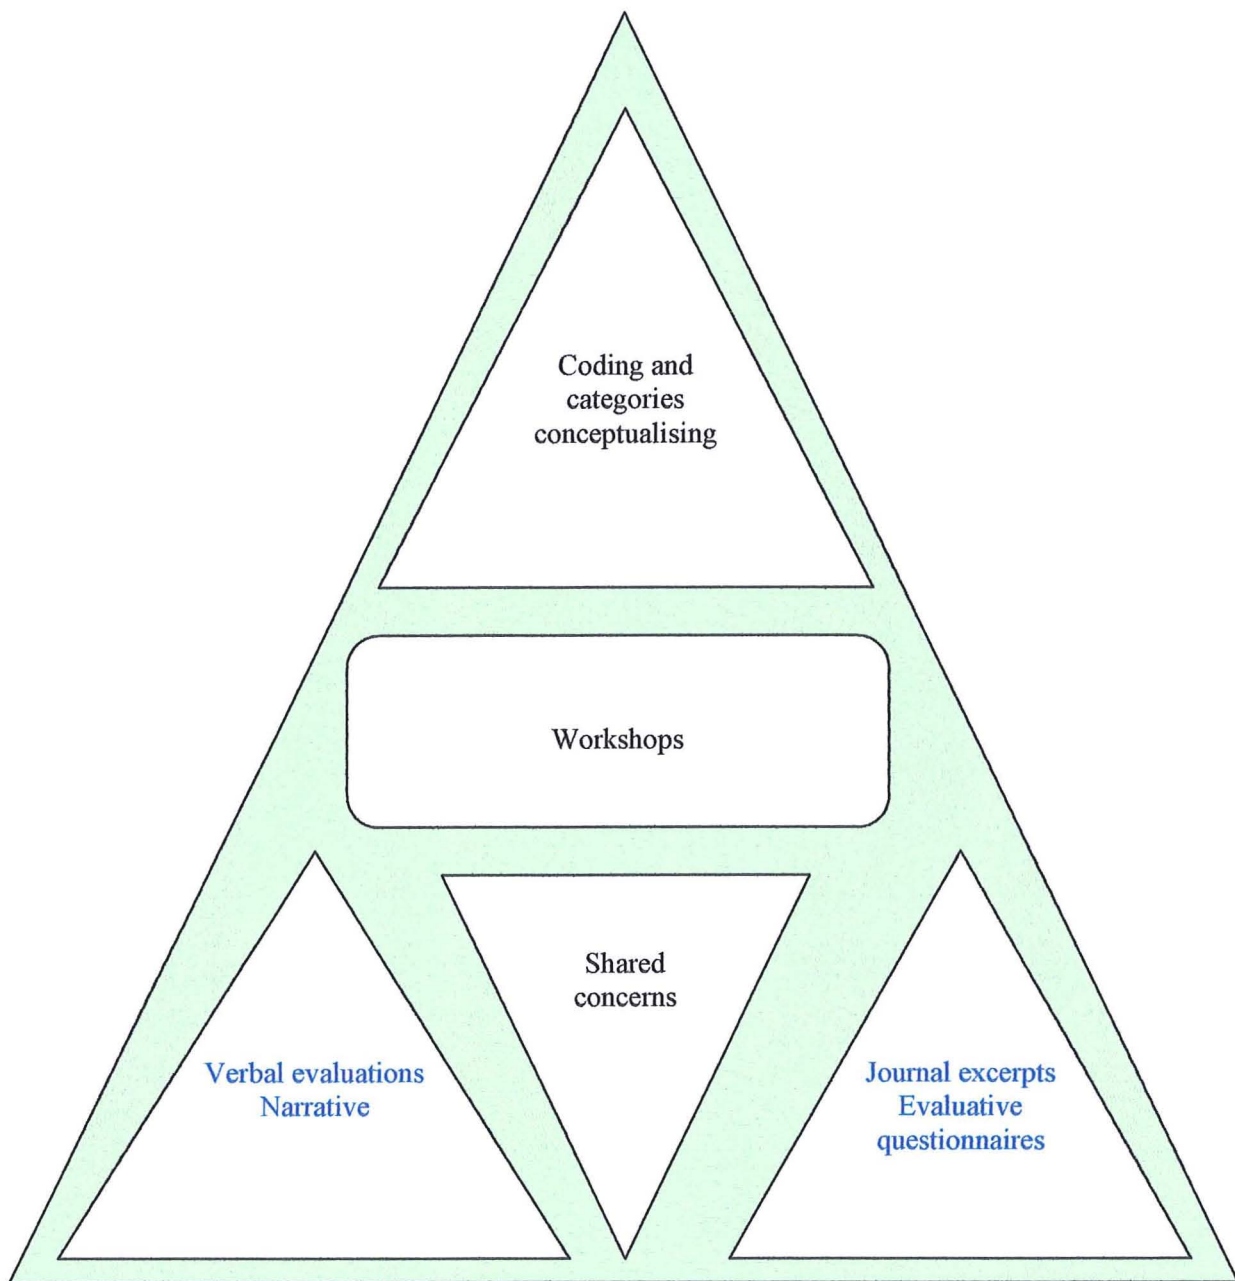 Coding and
categories
conceptualising
Workshops
Shared
concerns
Verbal evaluations
Narrative
Journal excerpts
Evaluative
questionnaires